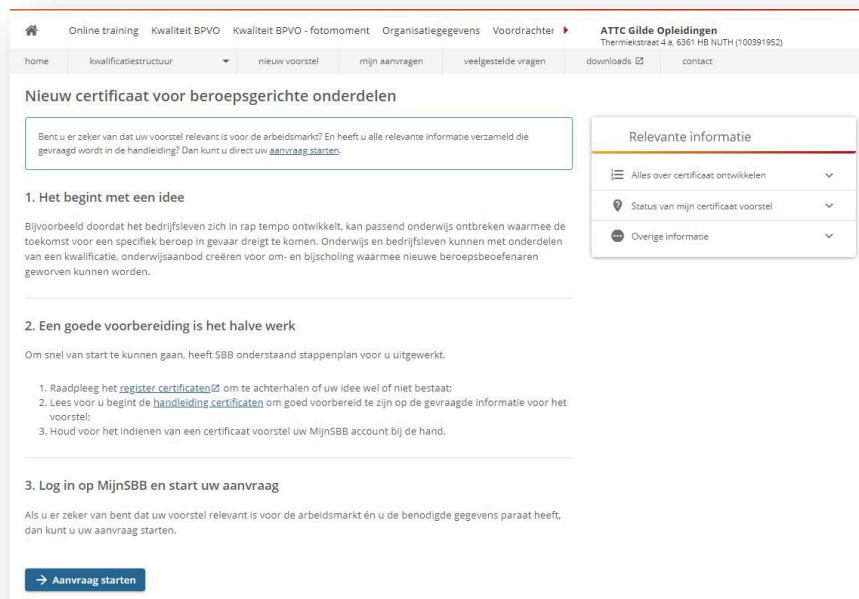 Online training Kwaliteit BPVO Kwaliteit BPVO - fotomoment Organisatiegegevens Voordrachter
ATTC Gilde Opleidingen
Thermiekstraat 4 a, 6361 HB NUTH (100391952)
home kwalificatiestructuur nieuw voorstel mijn aanvragen veelgestelde vragen downloads contact
Nieuw certificaat voor beroepsgerichte onderdelen
Bent u er zeker van dat uw voorstel relevant is voor de arbeidsmarkt? En heeft u alle relevante informatie verzameld die
gevraagd wordt in de handleiding? Dan kunt u direct uw aanvraag starten.
1. Het begint met een idee
Bijvoorbeeld doordat het bedrijfsleven zich in rap tempo ontwikkelt, kan passend onderwijs ontbreken waarmee de
toekomst voor een specifiek beroep in gevaar dreigt te komen. Onderwijs en bedrijfsleven kunnen met onderdelen
van een kwalificatie, onderwijsaanbod creëren voor om- en bijscholing waarmee nieuwe beroepsbeoefenaren
geworven kunnen worden.
2. Een goede voorbereiding is het halve werk
Om snel van start te kunnen gaan, heeft SBB onderstaand stappenplan voor u uitgewerkt.
1. Raadpleeg het register certificaten om te achterhalen of uw idee wel of niet bestaat;
2. Lees voor u begint de handleiding certificaten om goed voorbereid te zijn op de gevraagde informatie voor het
voorstel;
3. Houd voor het indienen van een certificaat voorstel uw MijnSBB account bij de hand.
3. Log in op MijnSBB en start uw aanvraag
Als u er zeker van bent dat uw voorstel relevant is voor de arbeidsmarkt én u de benodigde gegevens paraat heeft,
dan kunt u uw aanvraag starten.
Aanvraag starten
Relevante informatie
Alles over certificaat ontwikkelen
Status van mijn certificaat voorstel
Overige informatie